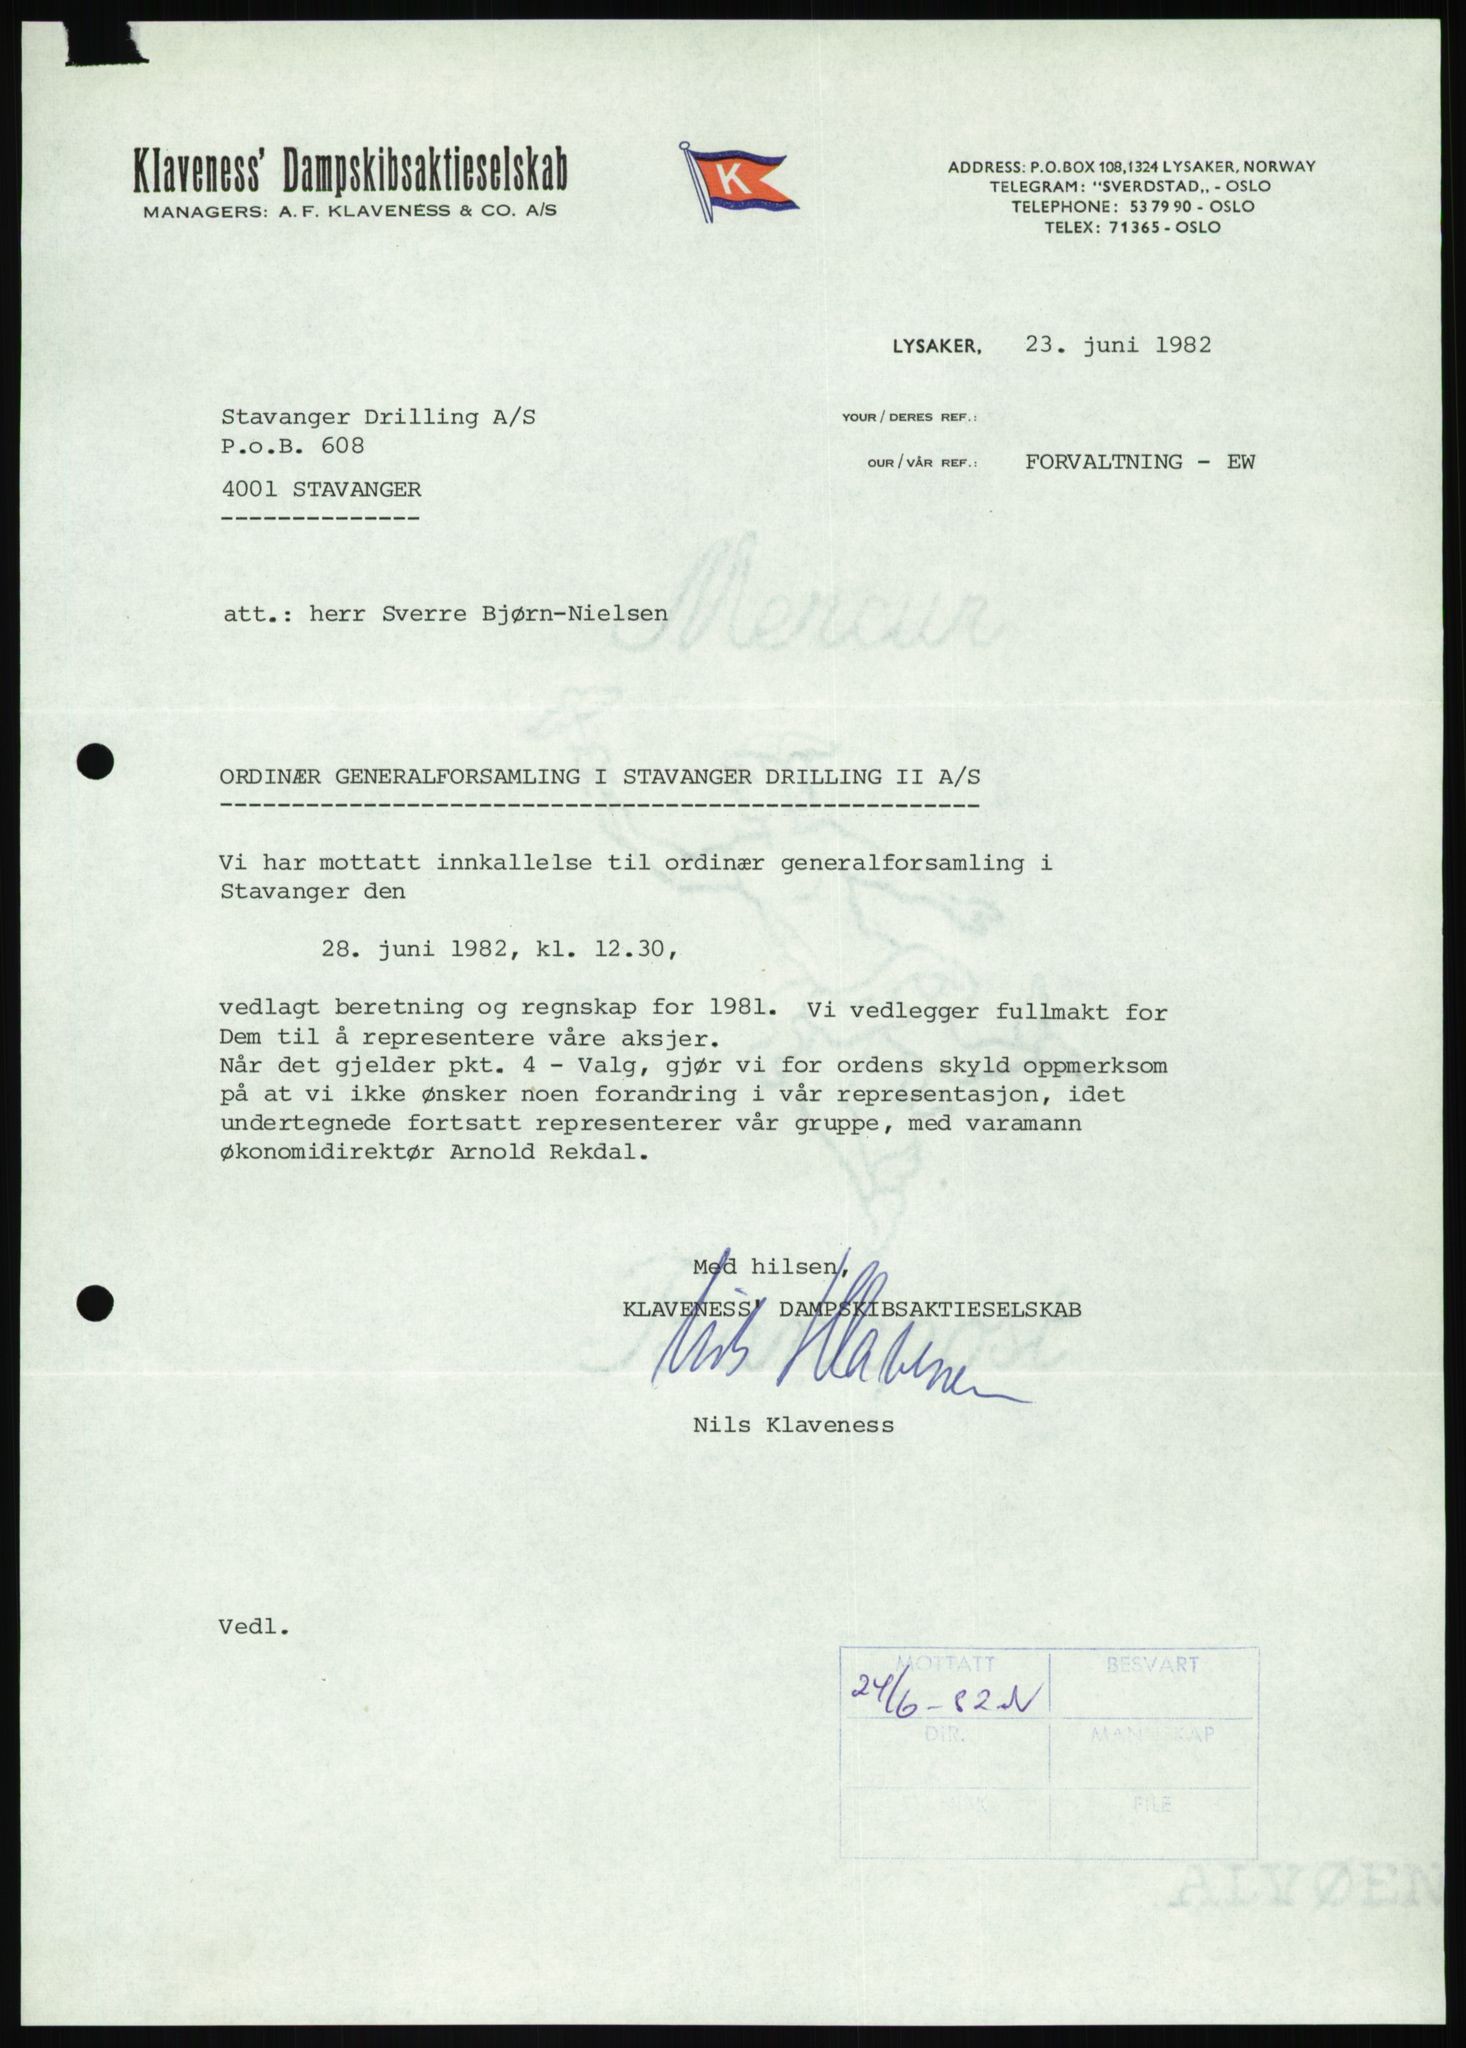 Klaveness' Dampskibsaktieselskab
MANAGERS: A. F. KLAVENESS & CO. A/S
K
ADDRESS: P.O.BOX 108, 1324 LYSAKER, NORWAY
TELEGRAM: "SVERDSTAD„ - OSLO
TELEPHONE: 53 79 90 - OSLO
TELEX: 71365 - OSLO
LYSAKER, 23. juni 1982
Stavanger Drilling A/S
P.o.B. 608
4001 STAVANGER
YOUR / DERES REF.:
OUR / VÅR REF.: FORVALTNING - EW
Mercur
att.: herr Sverre Bjørn-Nielsen
ORDINÆR GENERALFORSAMLING I STAVANGER DRILLING II A/S
Vi har mottatt innkallelse til ordinær generalforsamling i
Stavanger den
28. juni 1982, kl. 12.30,
vedlagt beretning og regnskap for 1981. Vi vedlegger fullmakt for
Dem til å representere våre aksjer.
Når det gjelder pkt. 4 - Valg, gjør vi for ordens skyld oppmerksom
på at vi ikke ønsker noen forandring i vår representasjon, idet
undertegnede fortsatt representerer vår gruppe, med varamann
økonomidirektør Arnold Rekdal.
Med hilsen,
KLAVENESS' DAMPSKIBSAKTIESELSKAB
Nils Klaveness
Nils Klaveness
Vedl.
MOTTATT BESVART
24/6-82
DIR. MANNSKAP
FILE
ALVØEN